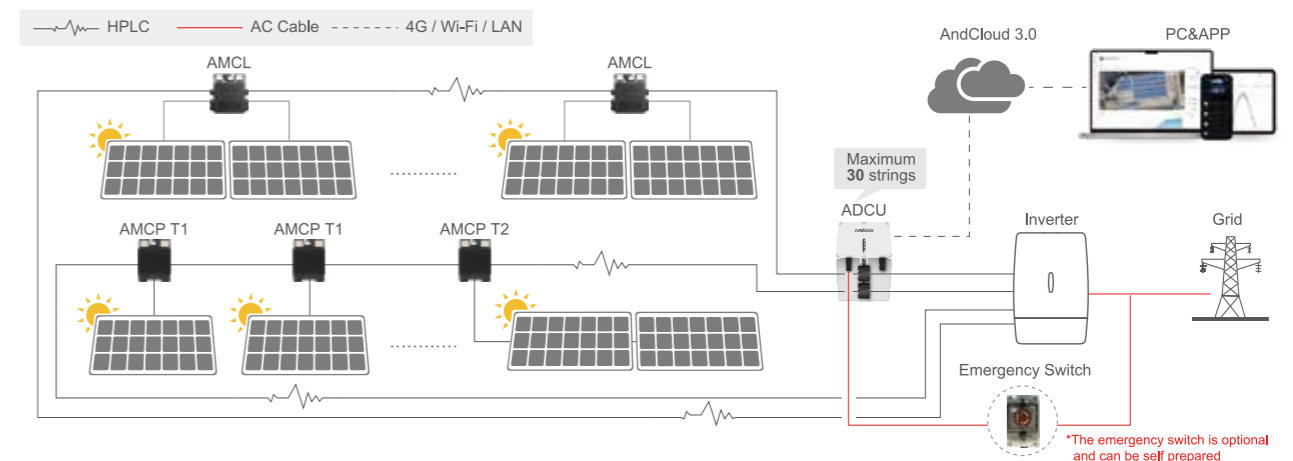 HPLC
AC Cable
4G / Wi-Fi / LAN
AndCloud 3.0
PC&APP
AMCL
AMCL
Maximum
30 strings
ADCU
Inverter
Grid
AMCP T1
AMCP T1
AMCP T2
Emergency Switch
*The emergency switch is optional
and can be self prepared